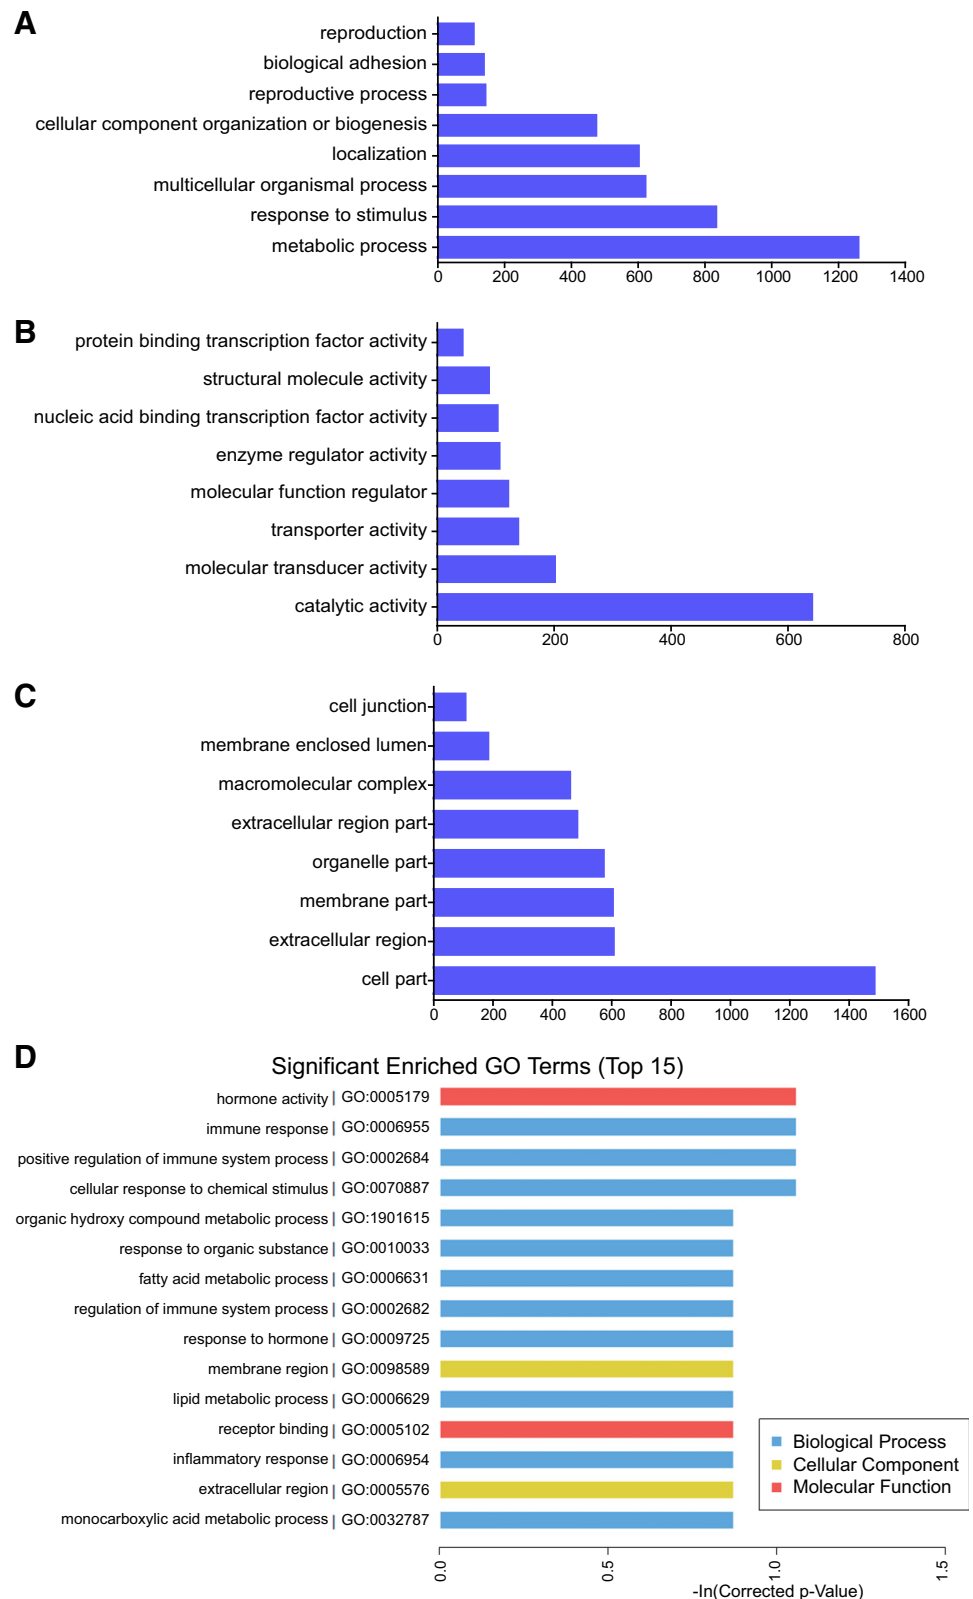 A
reproduction
biological adhesion
reproductive process
cellular component organization or biogenesis
localization
multicellular organismal process
response to stimulus
metabolic process
0 200 400 600 800 1000 1200 1400
B
protein binding transcription factor activity
structural molecule activity
nucleic acid binding transcription factor activity
enzyme regulator activity
molecular function regulator
transporter activity
molecular transducer activity
catalytic activity
0 200 400 600 800
C
cell junction
membrane enclosed lumen
macromolecular complex
extracellular region part
organelle part
membrane part
extracellular region
cell part
0 200 400 600 800 1000 1200 1400 1600
D
Significant Enriched GO Terms (Top 15)
hormone activity | GO:0005179
immune response | GO:0006955
positive regulation of immune system process | GO:0002684
cellular response to chemical stimulus | GO:0070887
organic hydroxy compound metabolic process | GO:1901615
response to organic substance | GO:0010033
fatty acid metabolic process | GO:0006631
regulation of immune system process | GO:0002682
response to hormone | GO:0009725
membrane region | GO:0098589
lipid metabolic process | GO:0006629
receptor binding | GO:0005102
inflammatory response | GO:0006954
extracellular region | GO:0005576
monocarboxylic acid metabolic process | GO:0032787
Biological Process
Cellular Component
Molecular Function
0.0 0.5 1.0 1.5
-In(Corrected p-Value)